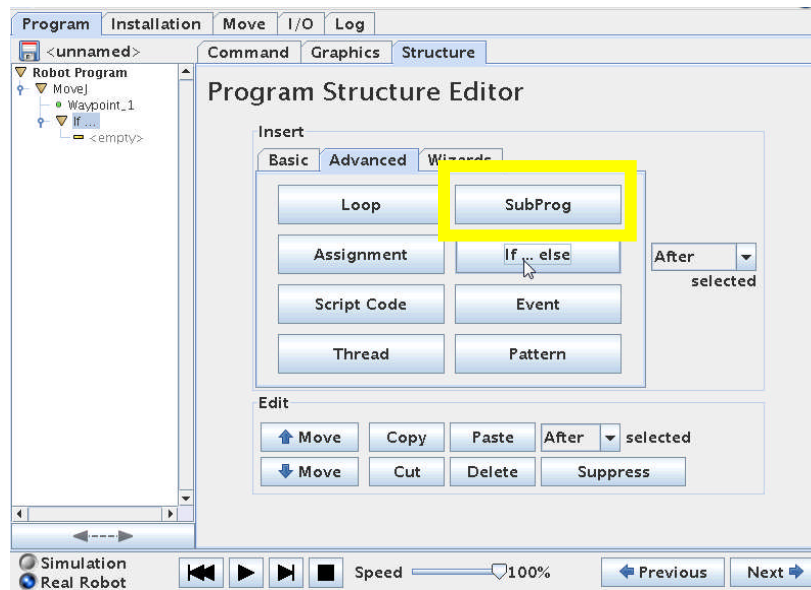 Program Installation Move I/O Log
<unnamed> Command Graphics Structure
Robot Program
MoveJ
Waypoint_1
If ...
<empty>
Program Structure Editor
Insert
Basic Advanced Wizards
Loop SubProg
Assignment If ... else
After
selected
Script Code Event
Thread Pattern
Edit
Move Copy Paste After selected
Move Cut Delete Suppress
Simulation
Real Robot
Speed 100%
Previous Next